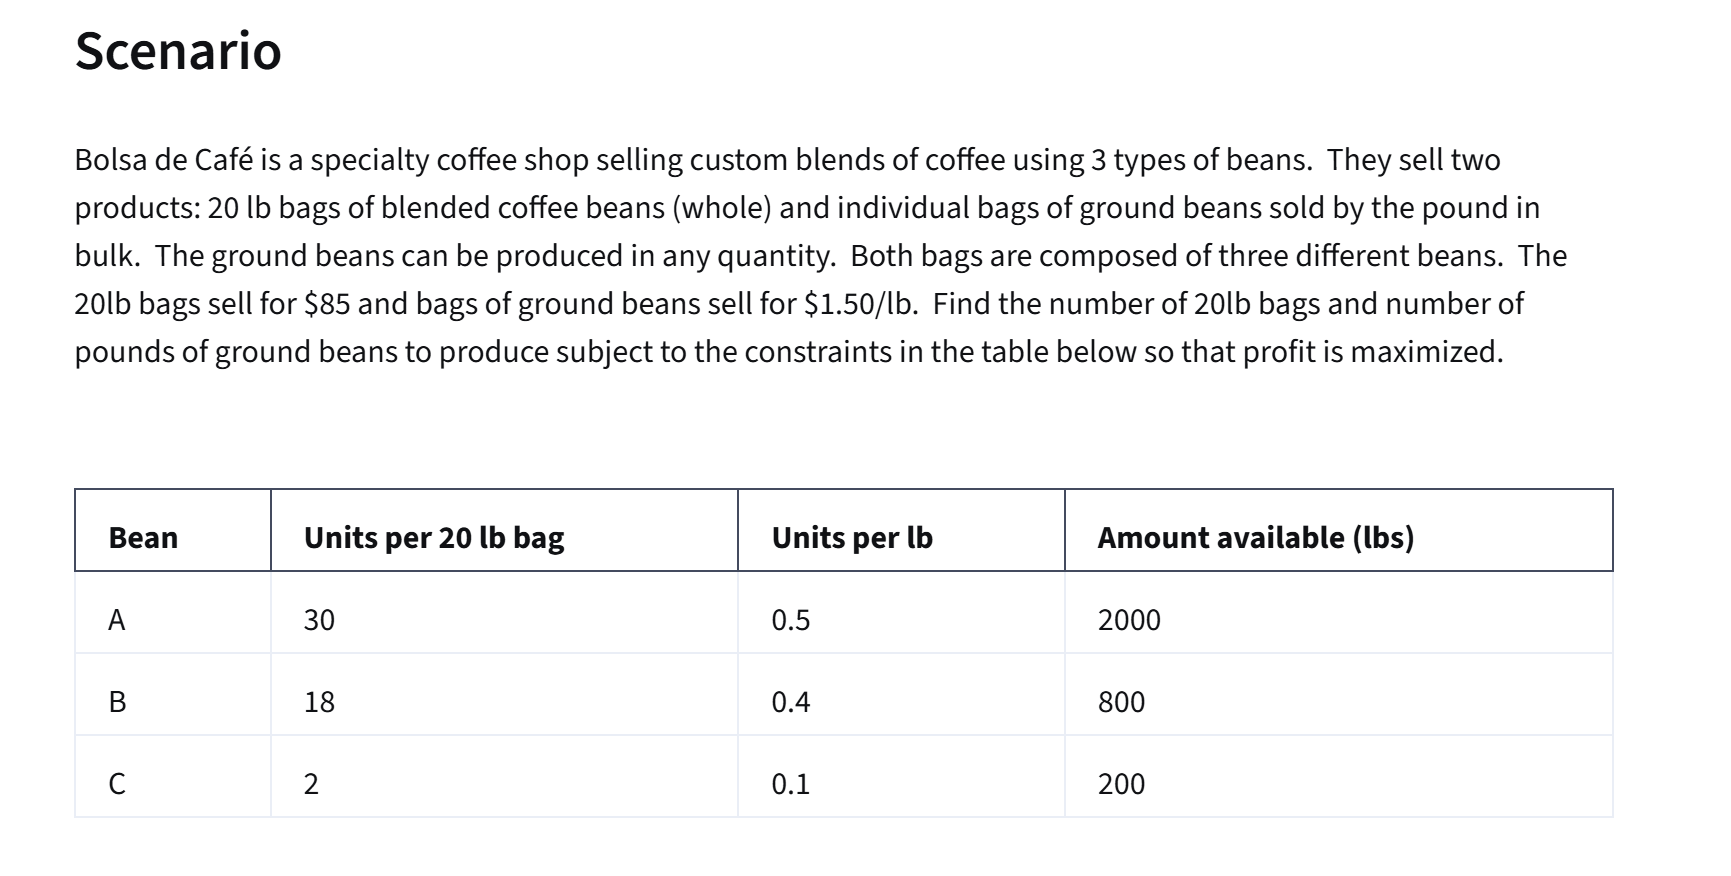 Scenario
Bolsa de Café is a specialty coffee shop selling custom blends of coffee using 3 types of beans.  They sell two
products: 20 lb bags of blended coffee beans (whole) and individual bags of ground beans sold by the pound in
bulk.  The ground beans can be produced in any quantity.  Both bags are composed of three different beans.  The
20lb bags sell for $85 and bags of ground beans sell for $1.50/lb.  Find the number of 20lb bags and number of
pounds of ground beans to produce subject to the constraints in the table below so that profit is maximized.
Bean Units per 20 lb bag Units per lb Amount available (lbs)
A 30 0.5 2000
B 18 0.4 800
C 2 0.1 200